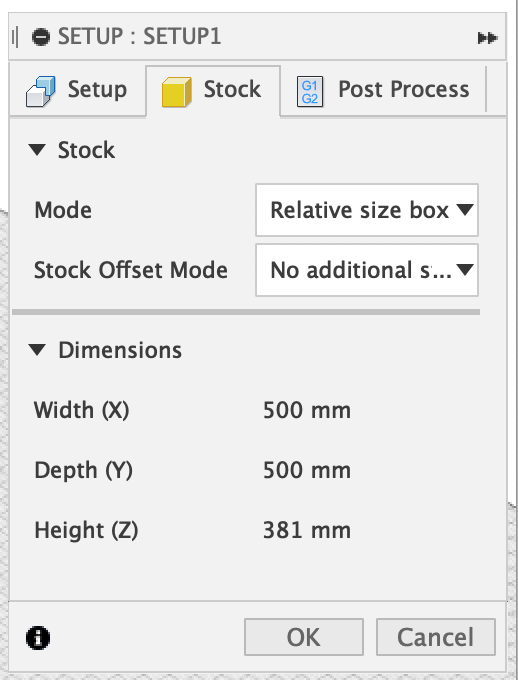 SETUP : SETUP1
Setup Stock G1 G2 Post Process
Stock
Mode Relative size box
Stock Offset Mode No additional s...
Dimensions
Width (X) 500 mm
Depth (Y) 500 mm
Height (Z) 381 mm
OK Cancel